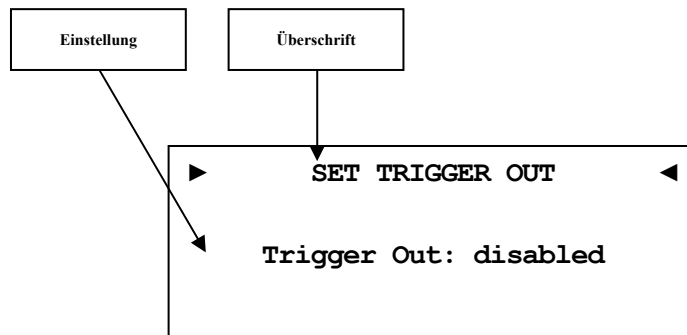 Einstellung
Überschrift
► SET TRIGGER OUT ◄
Trigger Out: disabled